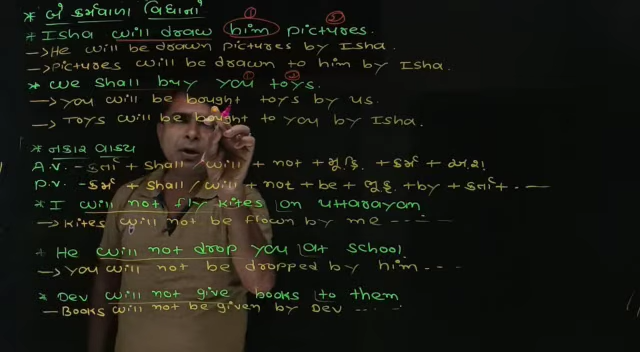 * બે કર્મવાળા વિધાનો
* Isha will draw him ① pictures. ②
→ He will be drawn pictures by Isha.
→ Pictures will be drawn to him by Isha.
* We shall buy you ① toys. ②
→ You will be bought toys by us.
→ Toys will be bought to you by Isha.
* નકાર વાક્ય
A.V. - કર્તા + shall/will + not + મૂ.ક્રિ. + કર્મ +
P.V. - કર્મ + shall/will + not + be + ભૂ.કૃ. + by + કર્તા + . —
* I will not fly kites on uttarayan
→ Kites will not be flown by me ----
+ He will not drop you at school
→ You will not be dropped by him ---
* Dev will not give books to them
- Books will not be given by Dev ----